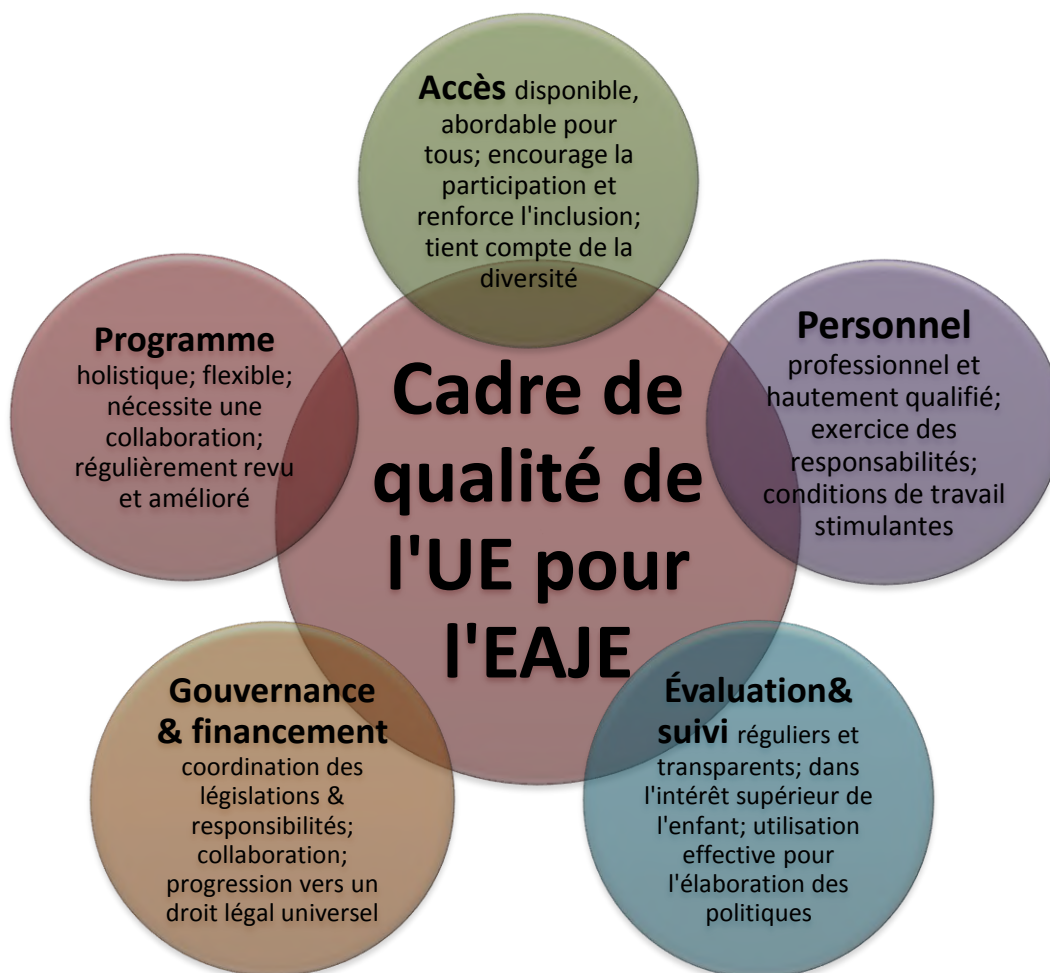 Accès disponible,
abordable pour
tous; encourage la
participation et
renforce l'inclusion;
tient compte de la
diversité
Programme
holistique; flexible;
nécessite une
collaboration;
régulièrement revu
et amélioré
Cadre de
qualité de
l'UE pour
l'EAJE
Personnel
professionnel et
hautement qualifié;
exercice des
responsabilités;
conditions de travail
stimulantes
Gouvernance
& financement
coordination des
législations &
responsibilités;
collaboration;
progression vers un
droit légal universel
Évaluation&
suivi réguliers et
transparents; dans
l'intérêt supérieur de
l'enfant; utilisation
effective pour
l'élaboration des
politiques